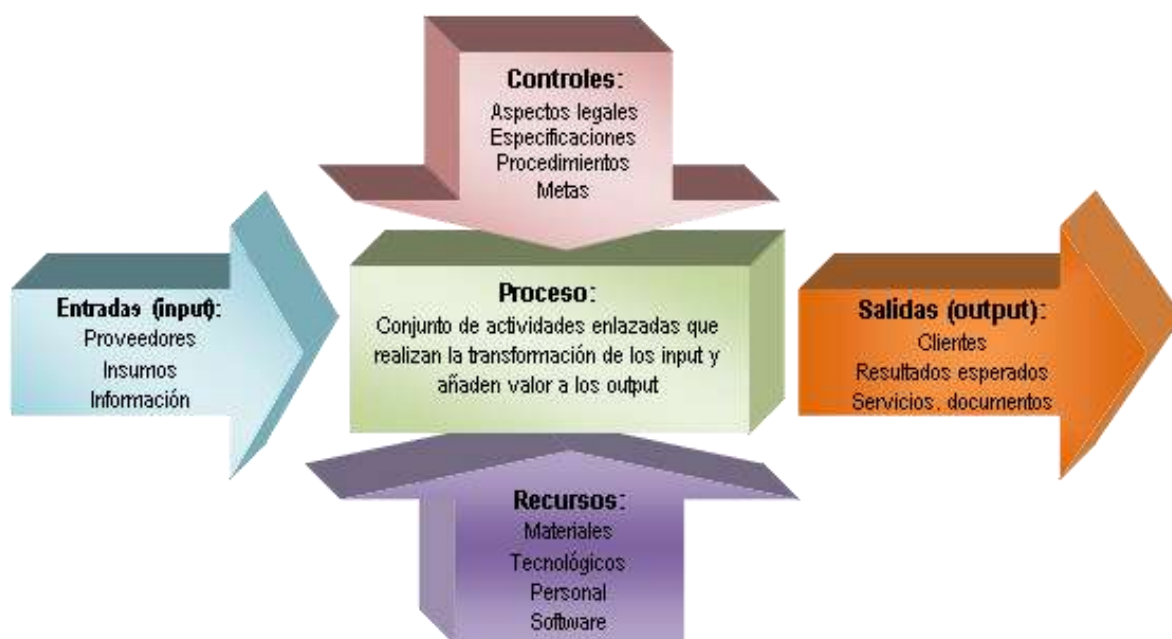 Controles:
Aspectos legales
Especificaciones
Procedimientos
Metas
Entradas (input):
Proveedores
Insumos
Información
Proceso:
Conjunto de actividades enlazadas que
realizan la transformación de los input y
añaden valor a los output
Salidas (output):
Clientes
Resultados esperados
Servicios, documentos
Recursos:
Materiales
Tecnológicos
Personal
Software